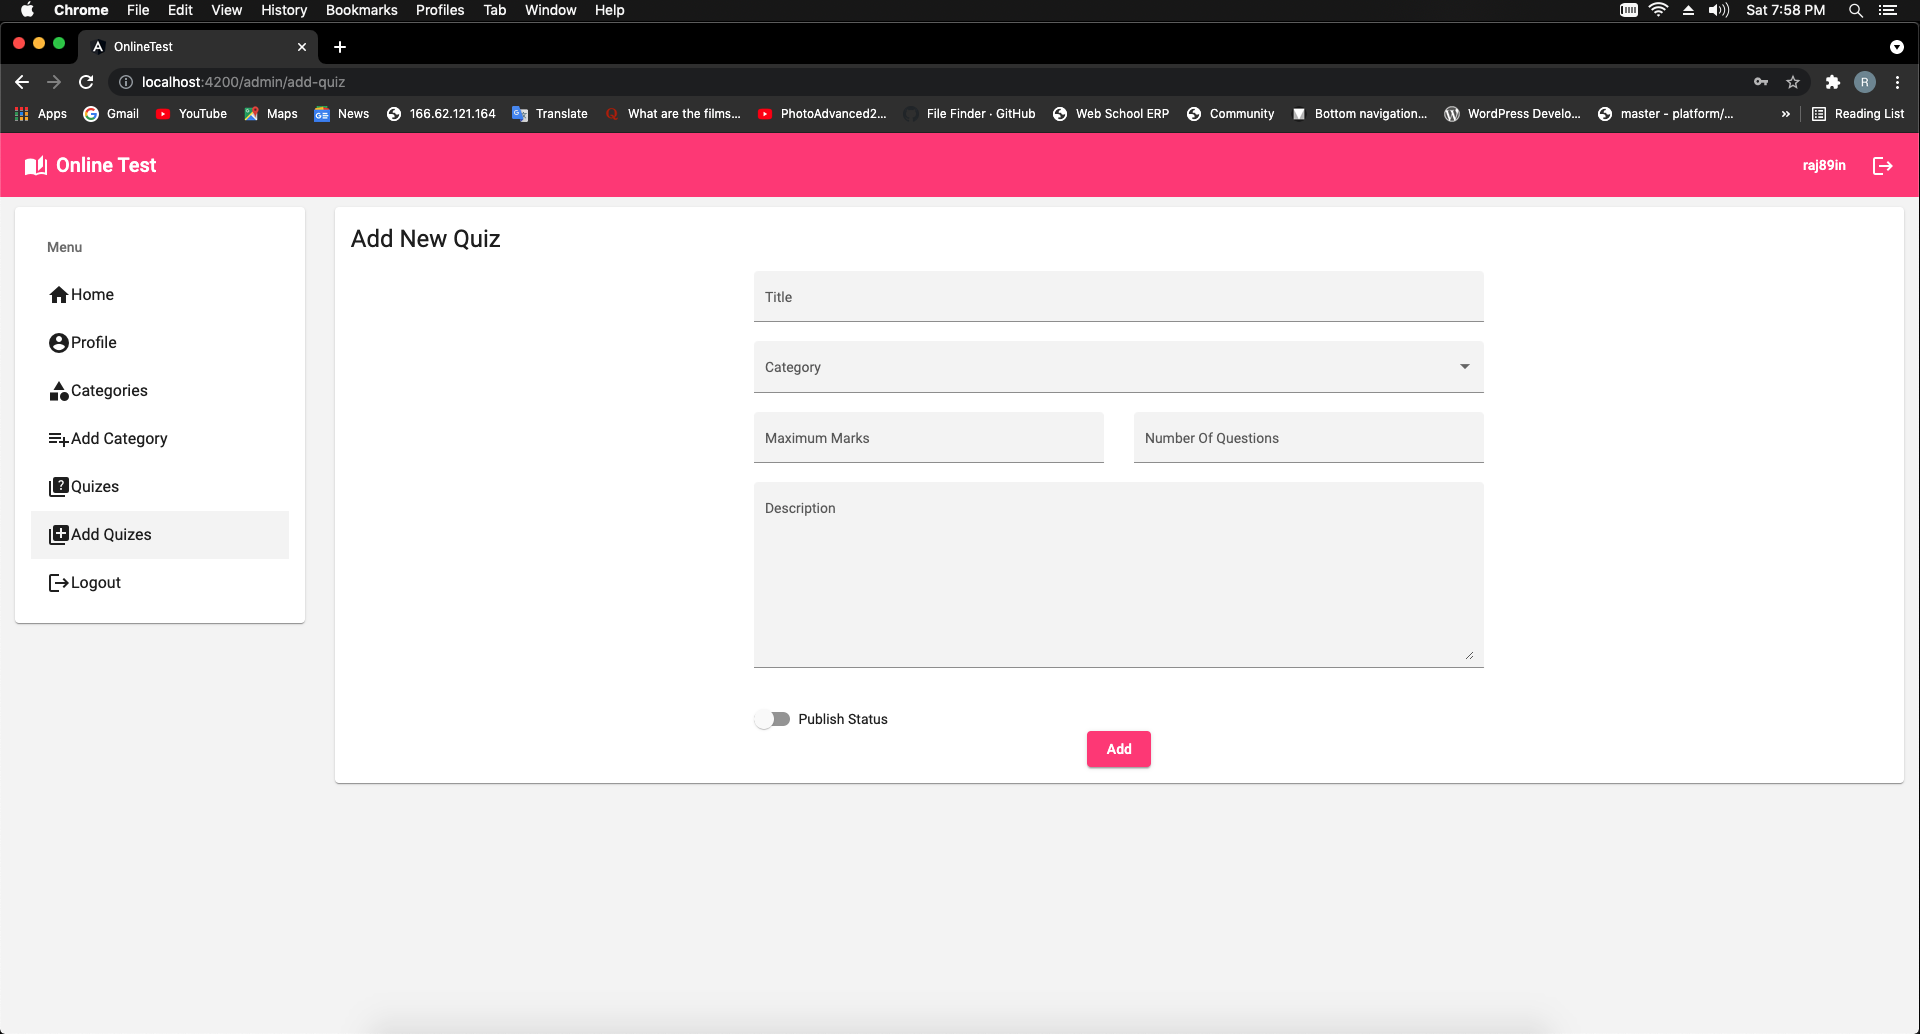 Chrome File Edit View History Bookmarks Profiles Tab Window Help Sat 7:58 PM
OnlineTest
localhost:4200/admin/add-quiz R
Apps Gmail YouTube Maps News 166.62.121.164 Translate What are the films... PhotoAdvanced2... File Finder · GitHub Web School ERP Community Bottom navigation... WordPress Develo... master - platform/... » Reading List
Online Test raj89in
Menu
Home
Profile
Categories
Add Category
Quizes
Add Quizes
Logout
Add New Quiz
Title
Category
Maximum Marks Number Of Questions
Description
Publish Status
Add